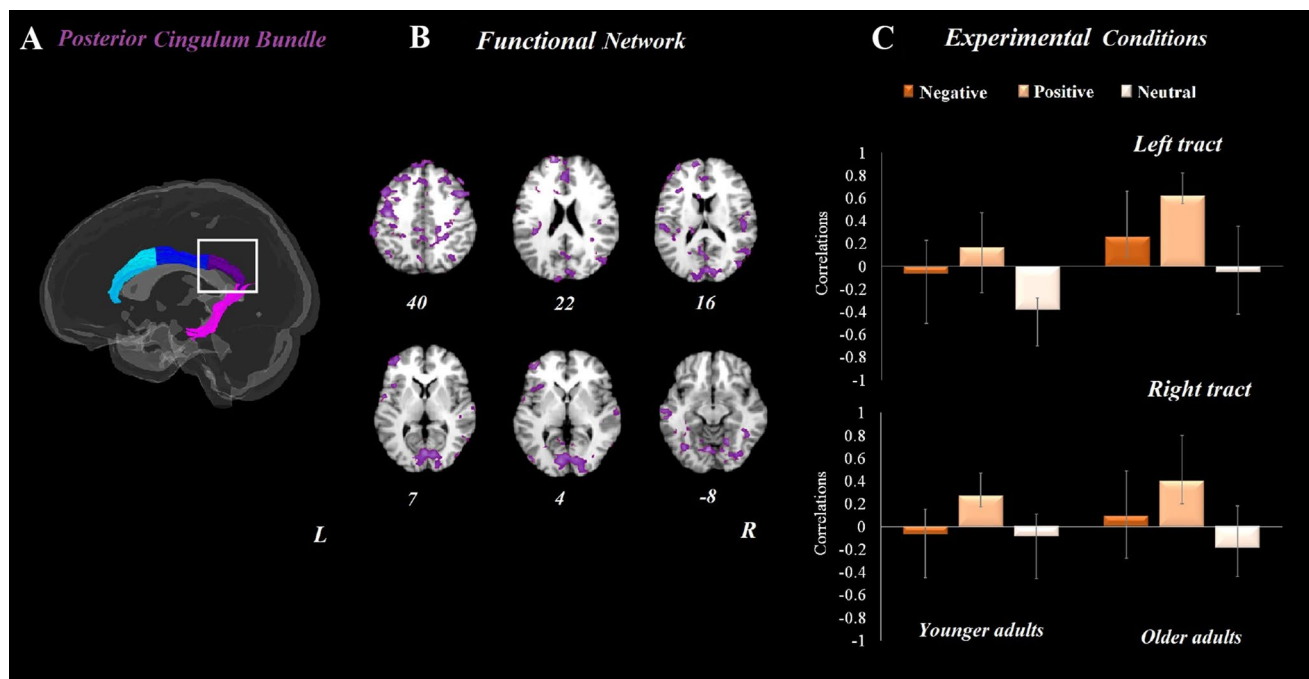 A Posterior Cingulum Bundle
B Functional Network
C Experimental Conditions
Negative Positive Neutral
40 22 16
7 4 -8
L
R
Left tract
Correlations
1
0.8
0.6
0.4
0.2
0
-0.2
-0.4
-0.6
-0.8
-1
Right tract
Correlations
1
0.8
0.6
0.4
0.2
0
-0.2
-0.4
-0.6
-0.8
-1
Younger adults Older adults